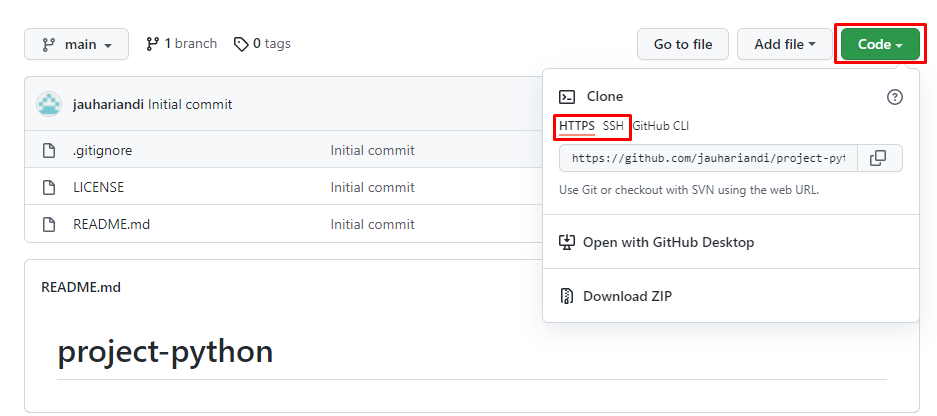 main 1 branch 0 tags Go to file Add file Code
jauhariandi Initial commit
.gitignore Initial commit
LICENSE Initial commit
README.md Initial commit
Clone
HTTPS SSH GitHub CLI
https://github.com/jauhariandi/project-pyt
Use Git or checkout with SVN using the web URL.
Open with GitHub Desktop
Download ZIP
README.md
project-python